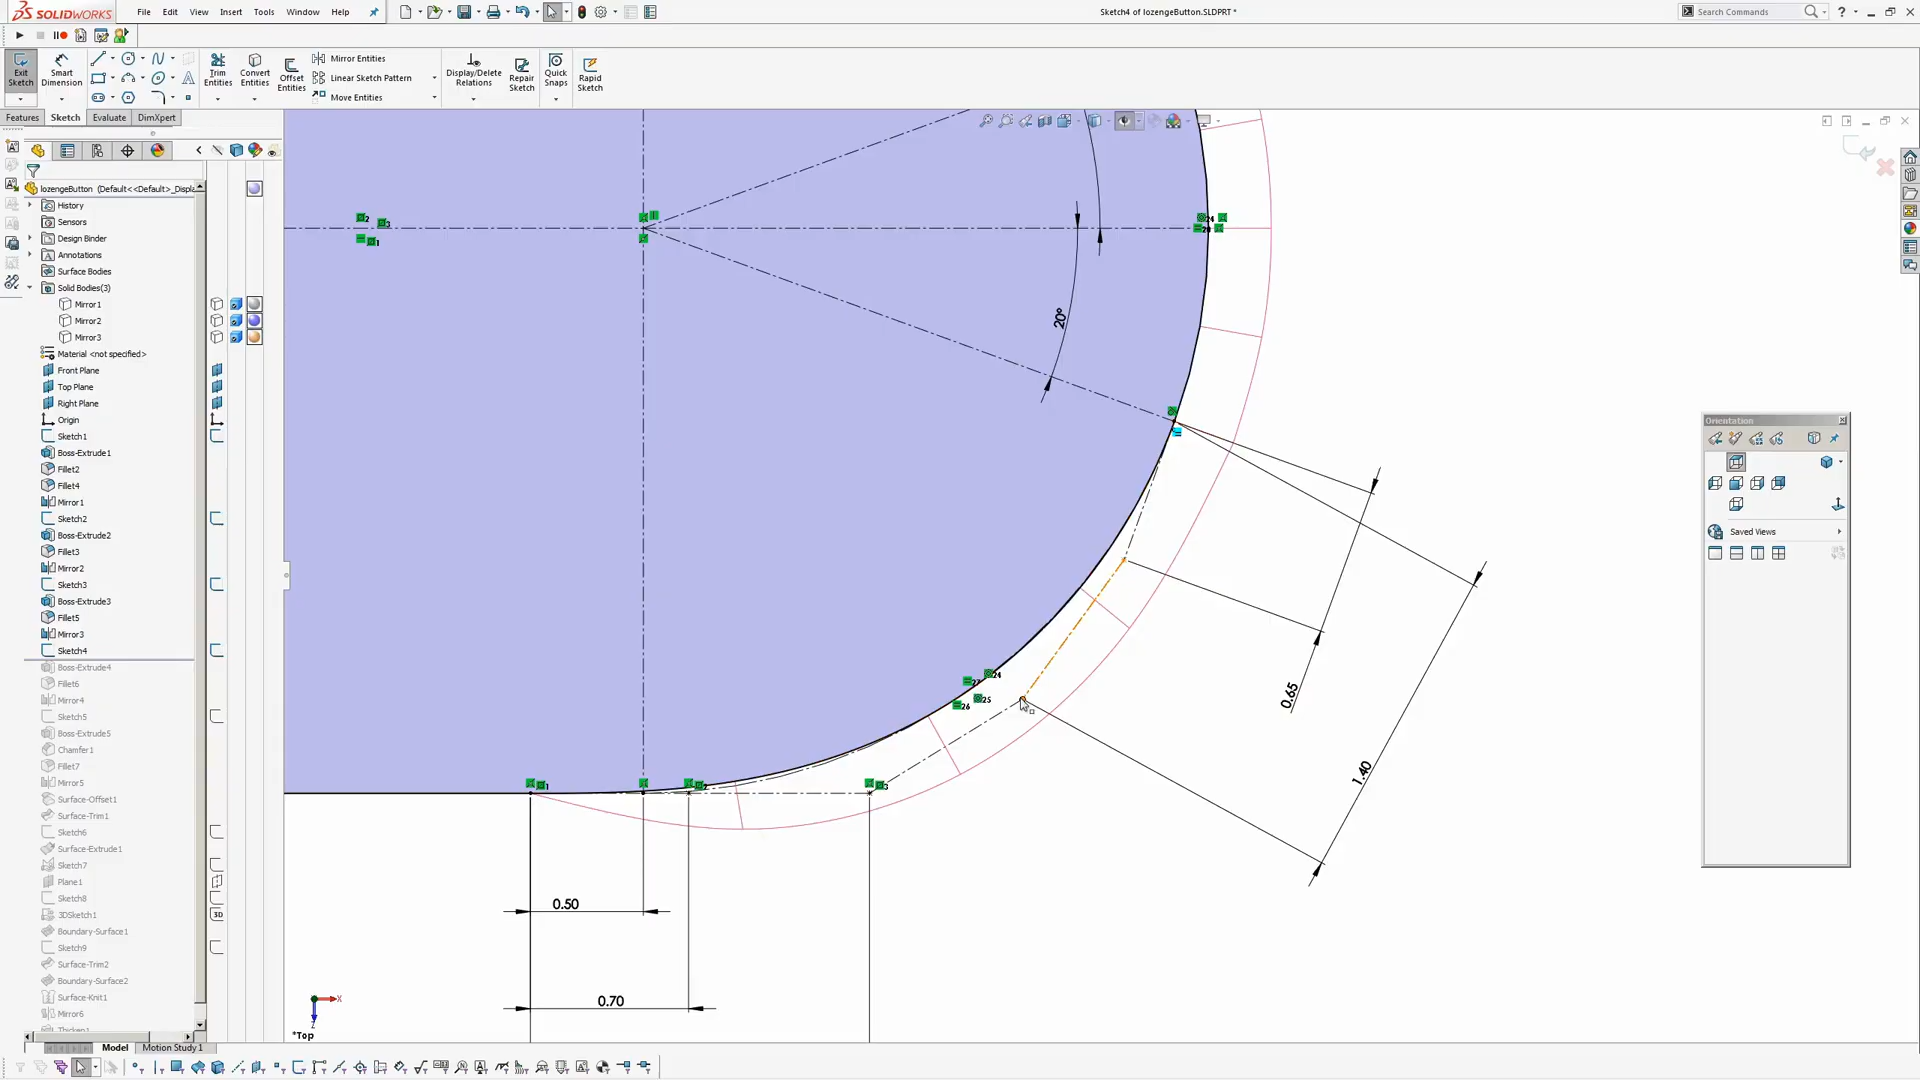 SOLIDWORKS File Edit View Insert Tools Window Help Sketch4 of lozengeButton.SLDPRT * Search Commands
Exit Sketch Smart Dimension Trim Entities Convert Entities Offset Entities Mirror Entities Linear Sketch Pattern Move Entities Display/Delete Relations Repair Sketch Quick Snaps Rapid Sketch
Features Sketch Evaluate DimXpert
lozengeButton (Default<<Default>_Displa
History
Sensors
Design Binder
Annotations
Surface Bodies
Solid Bodies(3)
Mirror1
Mirror2
Mirror3
Material <not specified>
Front Plane
Top Plane
Right Plane
Origin
Sketch1
Boss-Extrude1
Fillet2
Fillet4
Mirror1
Sketch2
Boss-Extrude2
Fillet3
Mirror2
Sketch3
Boss-Extrude3
Fillet5
Mirror3
Sketch4
Boss-Extrude4
Fillet6
Mirror4
Sketch5
Boss-Extrude5
Chamfer1
Fillet7
Mirror5
Surface-Offset1
Surface-Trim1
Sketch6
Surface-Extrude1
Sketch7
Plane1
Sketch8
3DSketch1
Boundary-Surface1
Sketch9
Surface-Trim2
Boundary-Surface2
Surface-Knit1
Mirror6
Thicken1
20°
0.65
1.40
0.50
0.70
Orientation
Saved Views
X
Z
*Top
Model Motion Study 1